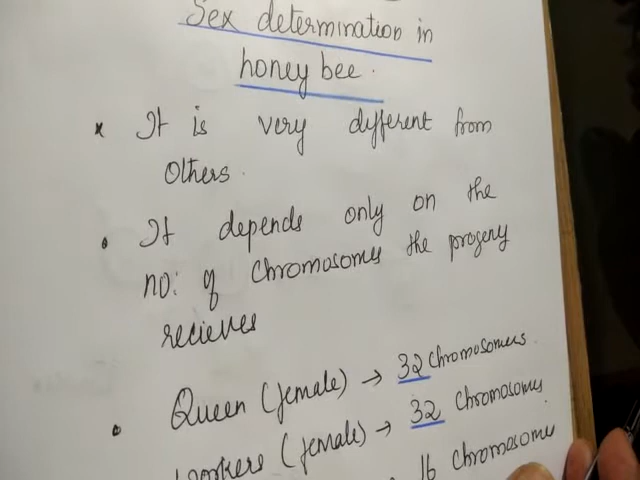 Sex determination in
honey bee.
x It is very different from
Others.
• It depends only on the
no: of chromosomes the progeny
recieves
• Queen (female) → 32 chromosomes.
Workers (female) → 32 chromosomes
16 chromosome